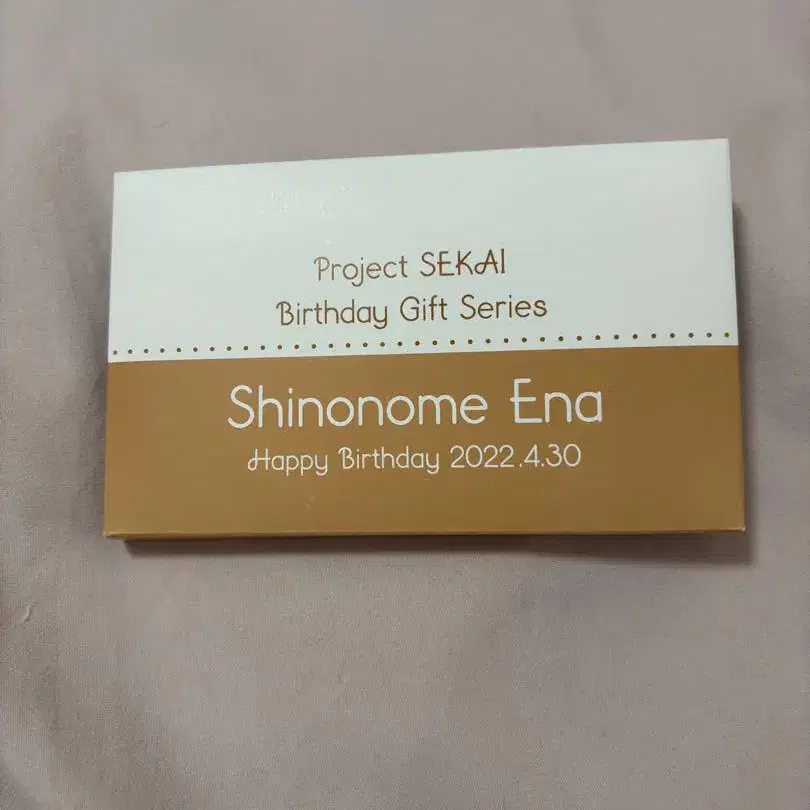 Project SEKAI
Birthday Gift Series
Shinonome Ena
Happy Birthday 2022.4.30